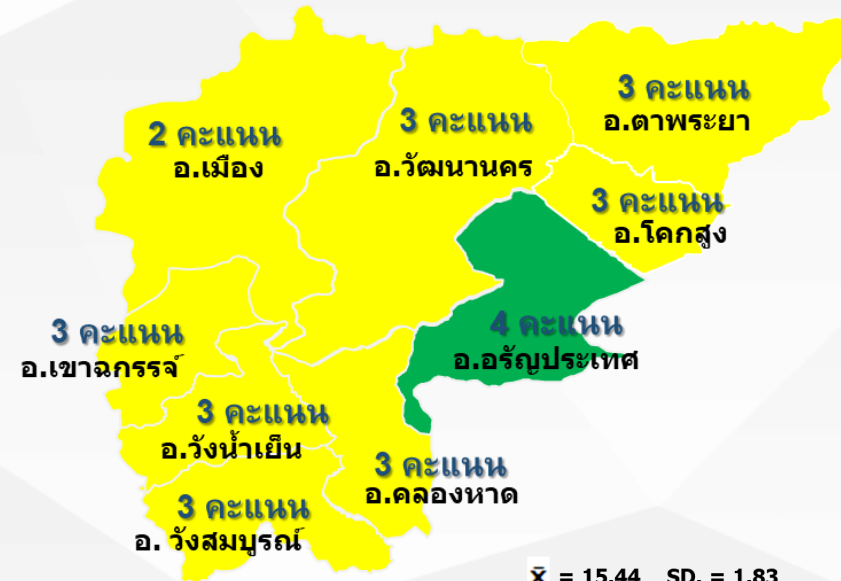 3 คะแนน
อ.ตาพระยา
2 คะแนน
อ.เมือง
3 คะแนน
อ.วัฒนานคร
3 คะแนน
อ.โคกสูง
4 คะแนน
อ.อรัญประเทศ
3 คะแนน
อ.เขาฉกรรจ์
3 คะแนน
อ.วังน้ำเย็น
3 คะแนน
อ.คลองหาด
3 คะแนน
อ. วังสมบูรณ์
x̄ = 15.44 SD. = 1.83